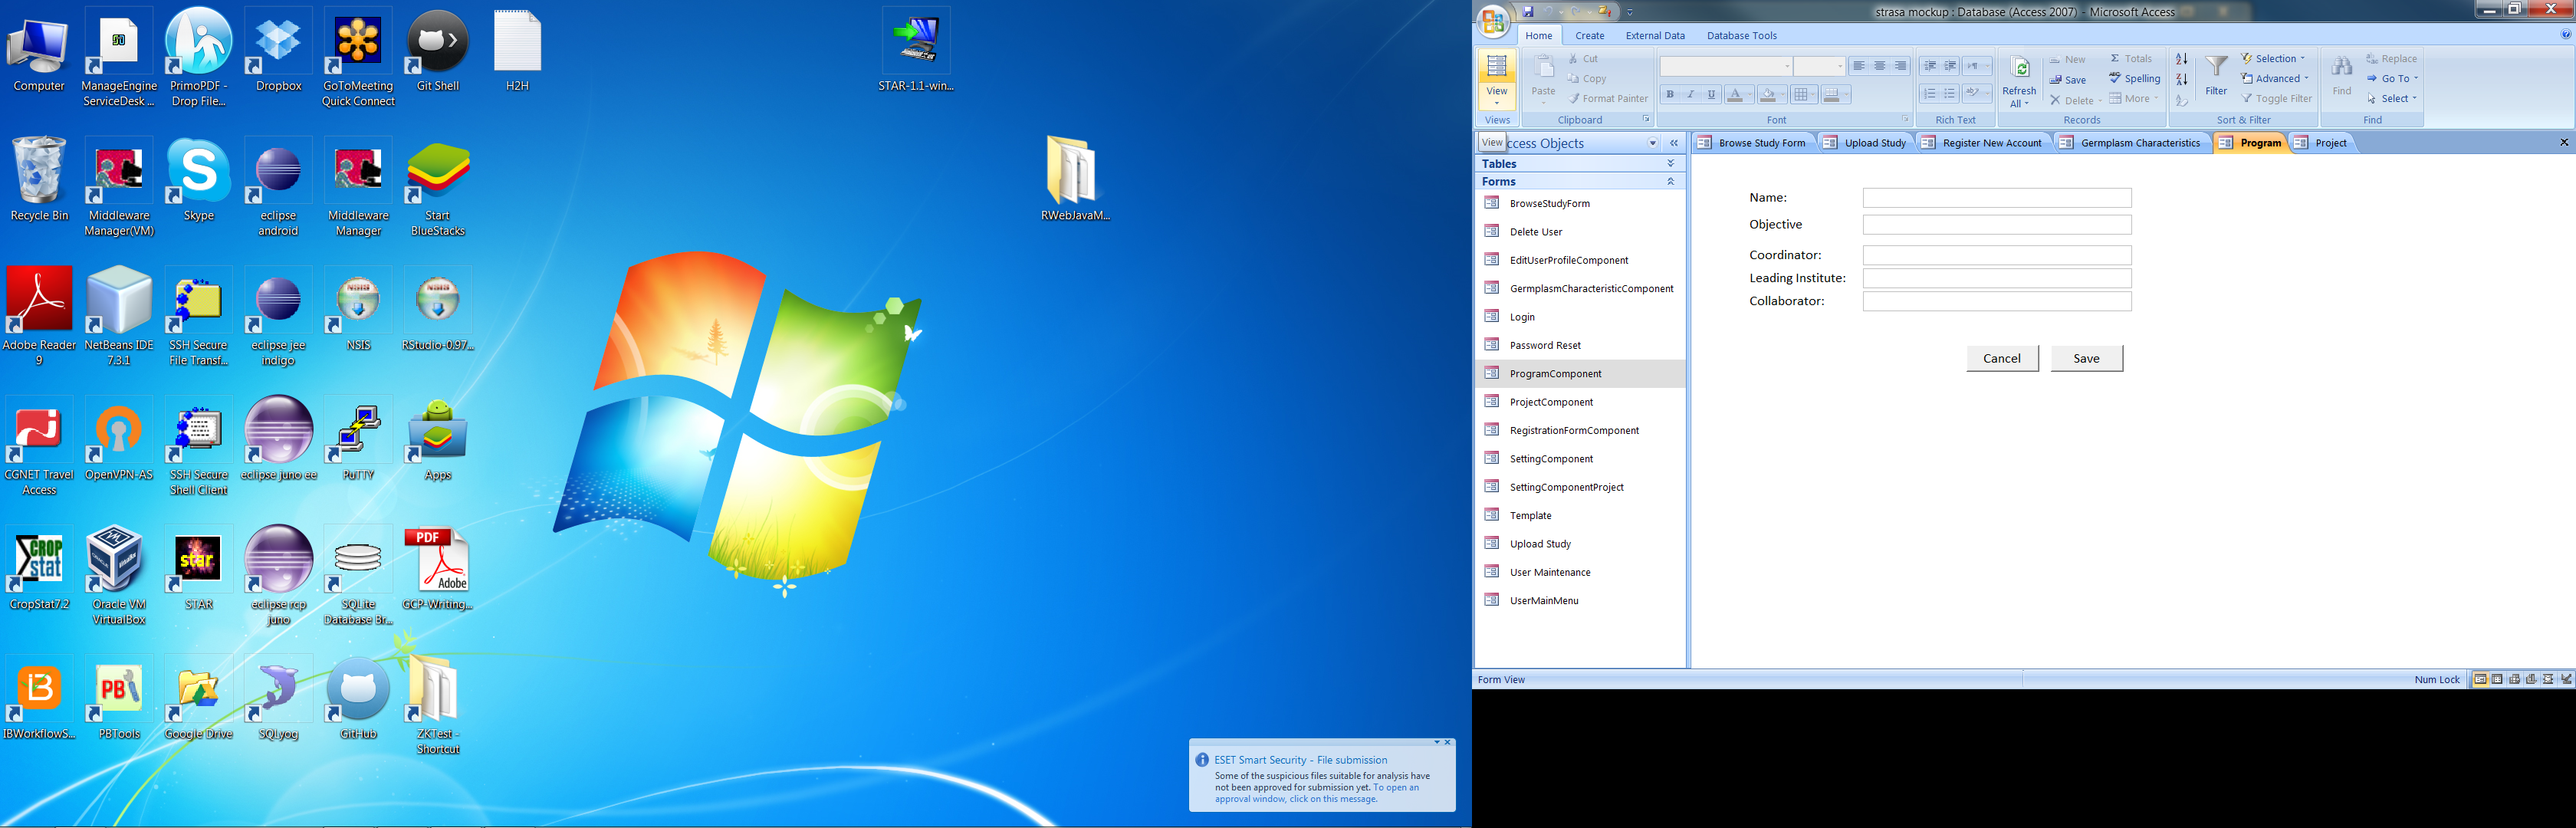 Computer
ManageEngine
ServiceDesk ...
PrimoPDF -
Drop File...
Dropbox
GoToMeeting
Quick Connect
Git Shell
H2H
STAR-1.1-win...
Recycle Bin
Middleware
Manager(VM)
Skype
eclipse
android
Middleware
Manager
Start
BlueStacks
RWebJavaM...
Adobe Reader
9
NetBeans IDE
7.3.1
SSH Secure
File Transf...
eclipse jee
indigo
NSIS
RStudio-0.97...
CGNET Travel
Access
OpenVPN-AS
SSH Secure
Shell Client
eclipse juno ee
PuTTY
Apps
CROP
stat
CropStat7.2
Oracle VM
VirtualBox
star
STAR
eclipse rcp
juno
SQLite
Database Br...
PDF
Adobe
GCP-Writing...
IBWorkflowS...
PB
PBTools
Google Drive
SQLyog
GitHub
ZKTest -
Shortcut
ESET Smart Security - File submission
Some of the suspicious files suitable for analysis have
not been approved for submission yet. To open an
approval window, click on this message.
strasa mockup : Database (Access 2007) - Microsoft Access
Home Create External Data Database Tools
View
Views
Paste
Cut
Copy
Format Painter
Clipboard
B I U
Font
Rich Text
Refresh
All
New
Save
Delete
Totals
Spelling
More
Records
Filter
Selection
Advanced
Toggle Filter
Sort & Filter
Find
Replace
Go To
Select
Find
View
ccess Objects
Browse Study Form Upload Study Register New Account Germplasm Characteristics Program Project
Tables
Forms
BrowseStudyForm
Delete User
EditUserProfileComponent
GermplasmCharacteristicComponent
Login
Password Reset
ProgramComponent
ProjectComponent
RegistrationFormComponent
SettingComponent
SettingComponentProject
Template
Upload Study
User Maintenance
UserMainMenu
Name:
Objective
Coordinator:
Leading Institute:
Collaborator:
Cancel Save
Form View
Num Lock